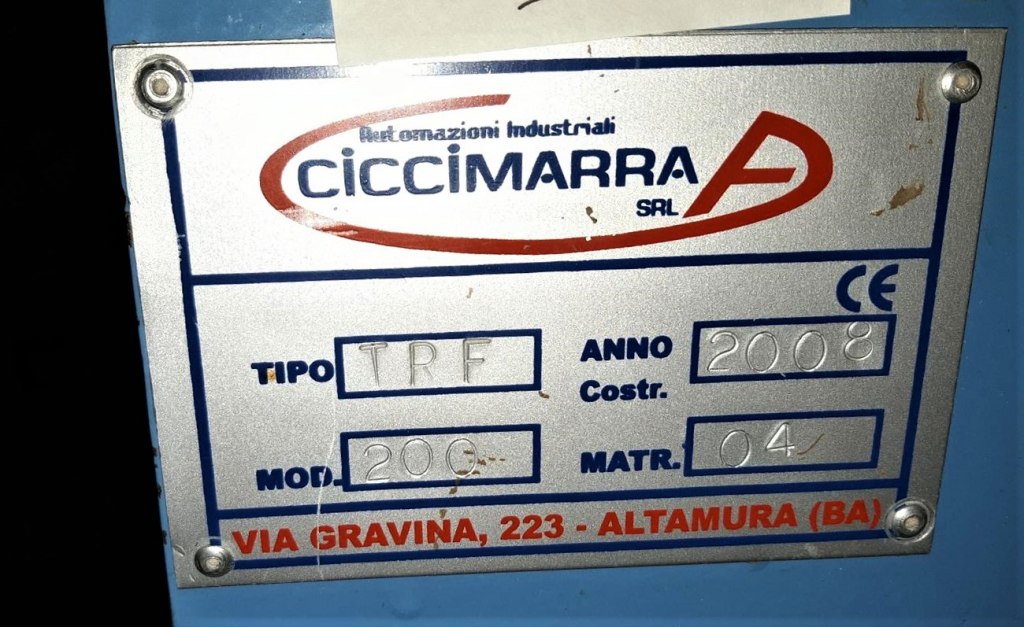 Automazioni Industriali
CiCCiMARRA A
SRL
CE
TIPO TRF ANNO Costr. 2008
MOD. 200 MATR. 04
VIA GRAVINA, 223 - ALTAMURA (BA)